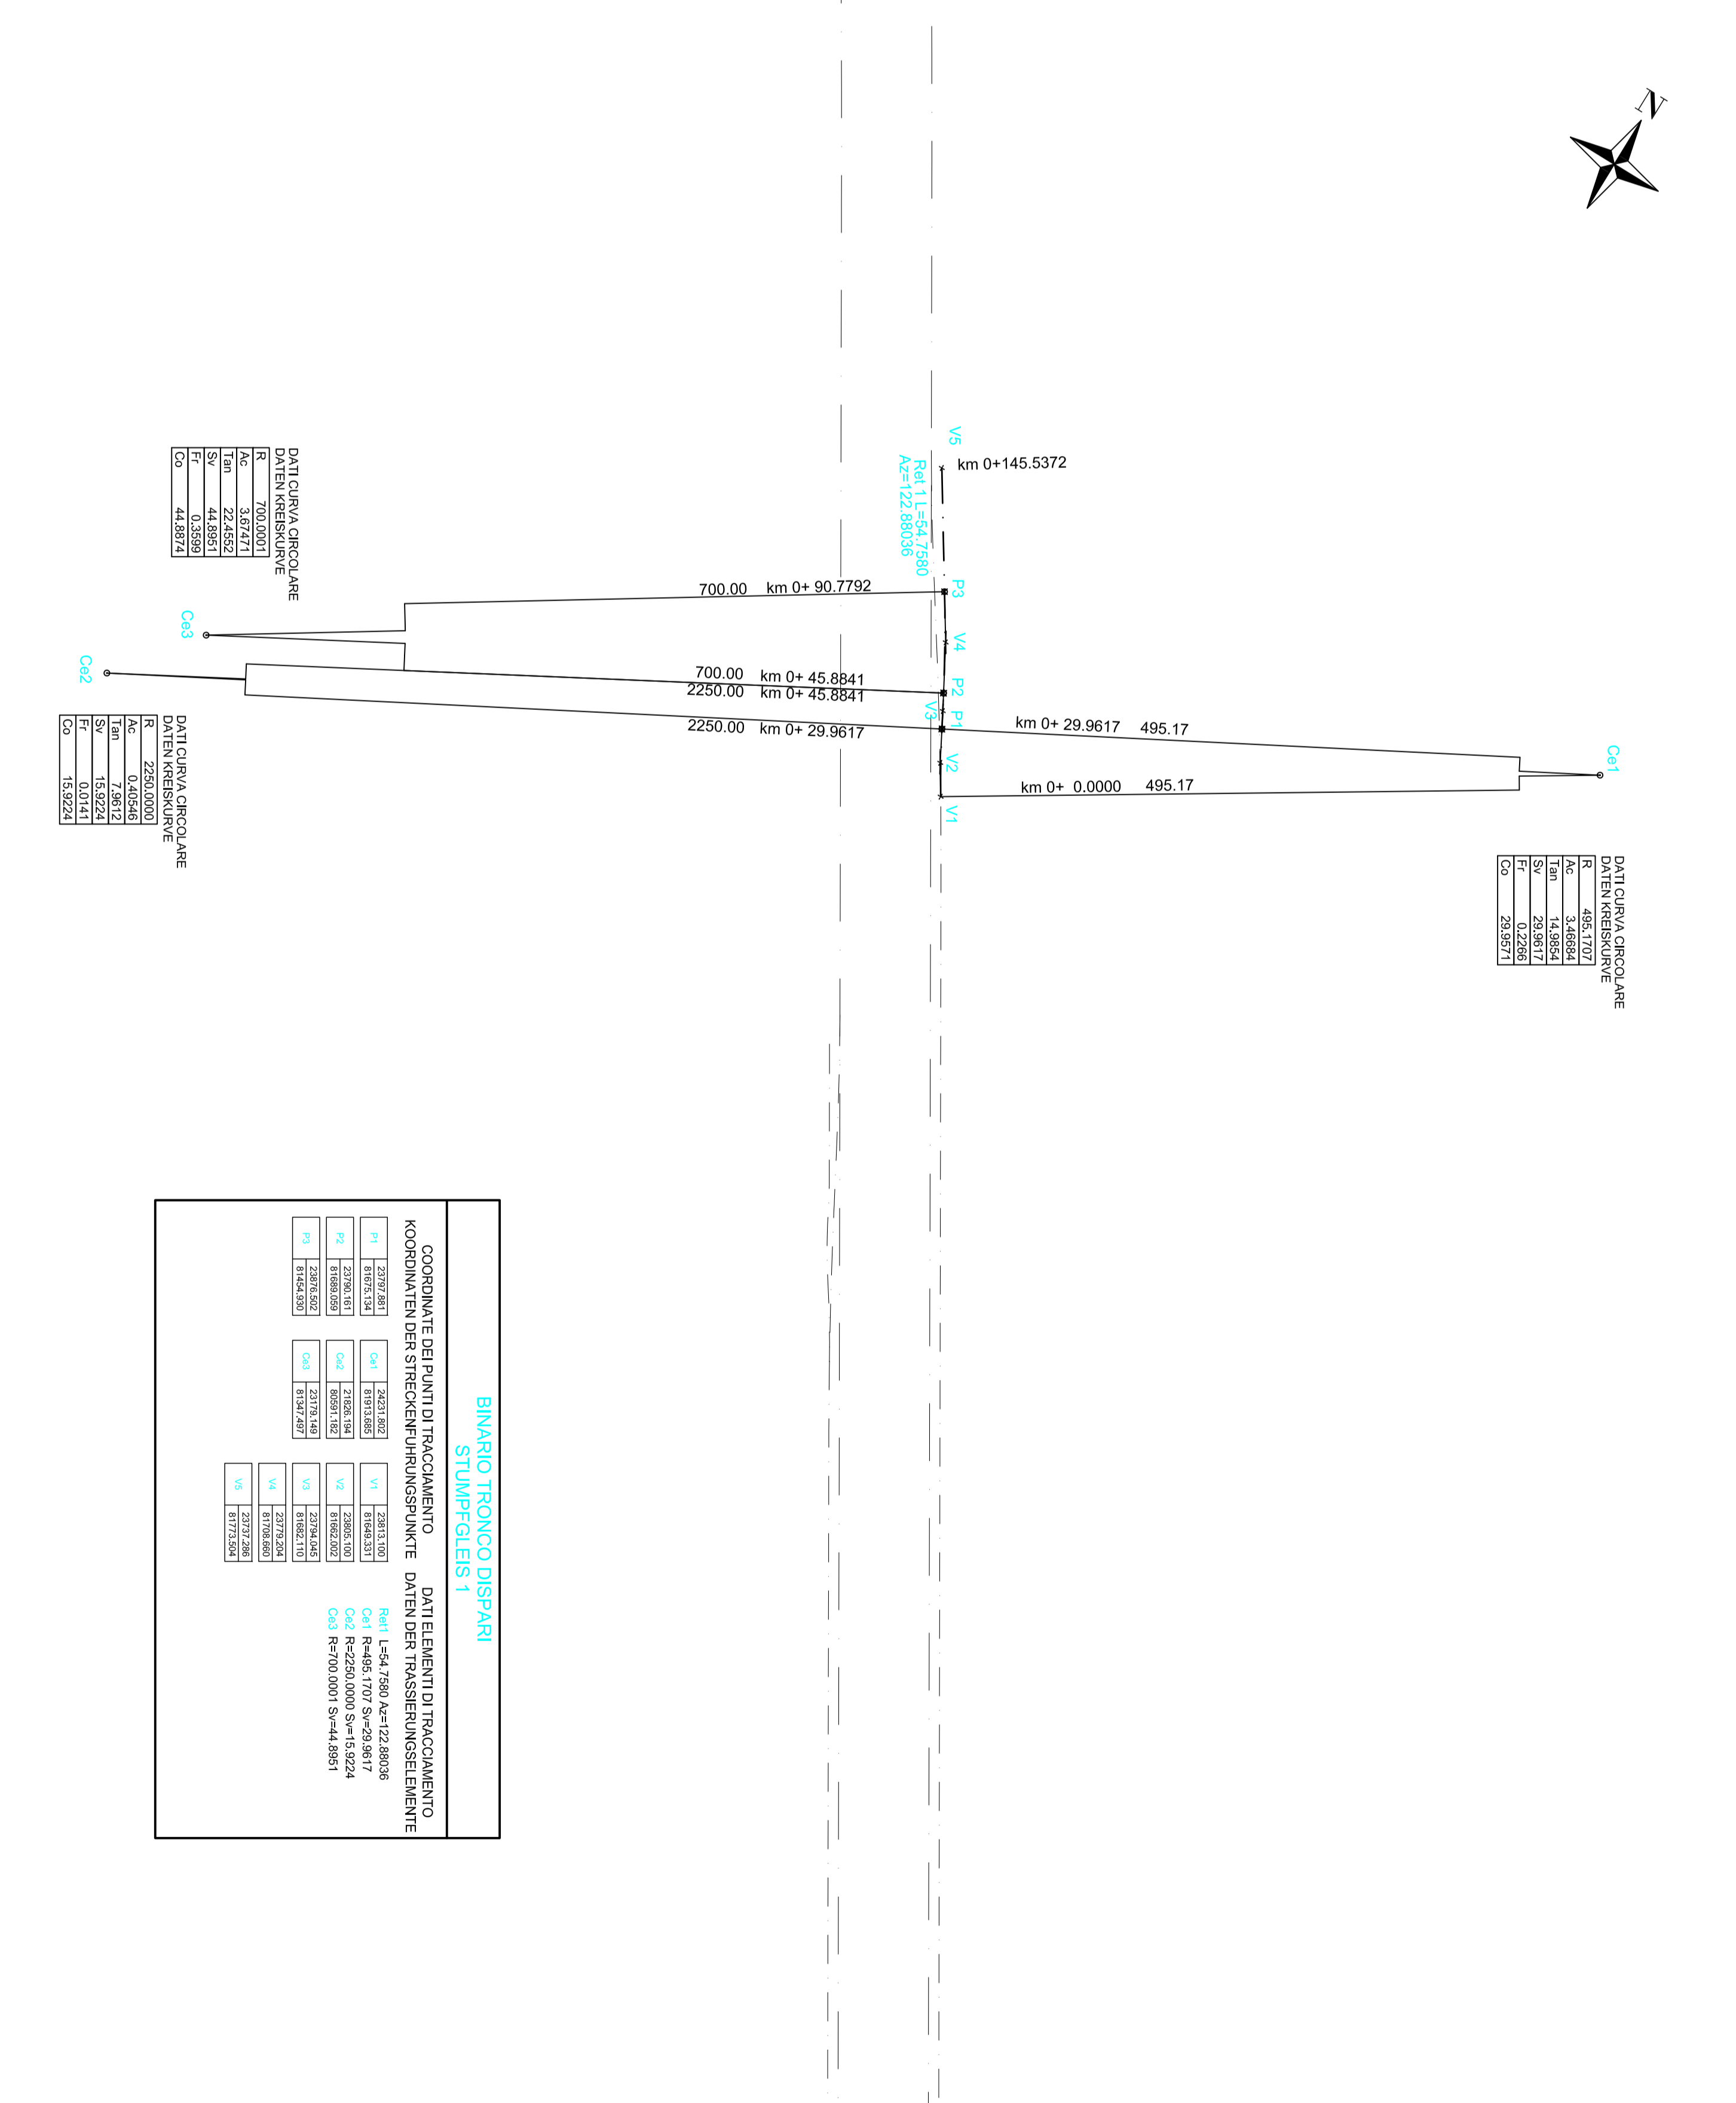 N
V5
km 0+145.5372
Ret 1 L=54.7580
Az=122.88036
P3
700.00 km 0+ 90.7792
V4
Ce3
Ce2
700.00 km 0+ 45.8841
2250.00 km 0+ 45.8841
P2
V3
P1
2250.00 km 0+ 29.9617
km 0+ 29.9617 495.17
Ce1
V2
km 0+ 0.0000 495.17
V1
DATI CURVA CIRCOLARE
DATEN KREISKURVE
R 700.0001
Ac 3.67471
Tan 22.4552
Sv 44.8951
Fr 0.3599
Co 44.8874
DATI CURVA CIRCOLARE
DATEN KREISKURVE
R 2250.0000
Ac 0.40546
Tan 7.9612
Sv 15.9224
Fr 0.0141
Co 15.9224
DATI CURVA CIRCOLARE
DATEN KREISKURVE
R 495.1707
Ac 3.46684
Tan 14.9854
Sv 29.9617
Fr 0.2266
Co 29.9571
BINARIO TRONCO DISPARI
STUMPFGLEIS 1
COORDINATE DEI PUNTI DI TRACCIAMENTO
KOORDINATEN DER STRECKENFUHRUNGSPUNKTE
P1 23797.881
81675.134
P2 23790.161
81689.059
P3 23876.502
81454.930
Ce1 24231.802
81913.685
Ce2 21826.194
80591.182
Ce3 23179.149
81347.497
V1 23813.100
81649.331
V2 23805.100
81662.002
V3 23794.045
81682.110
V4 23779.204
81708.660
V5 23737.286
81773.504
DATI ELEMENTI DI TRACCIAMENTO
DATEN DER TRASSIERUNGSELEMENTE
Ret1 L=54.7580 Az=122.88036
Ce1 R=495.1707 Sv=29.9617
Ce2 R=2250.0000 Sv=15.9224
Ce3 R=700.0001 Sv=44.8951